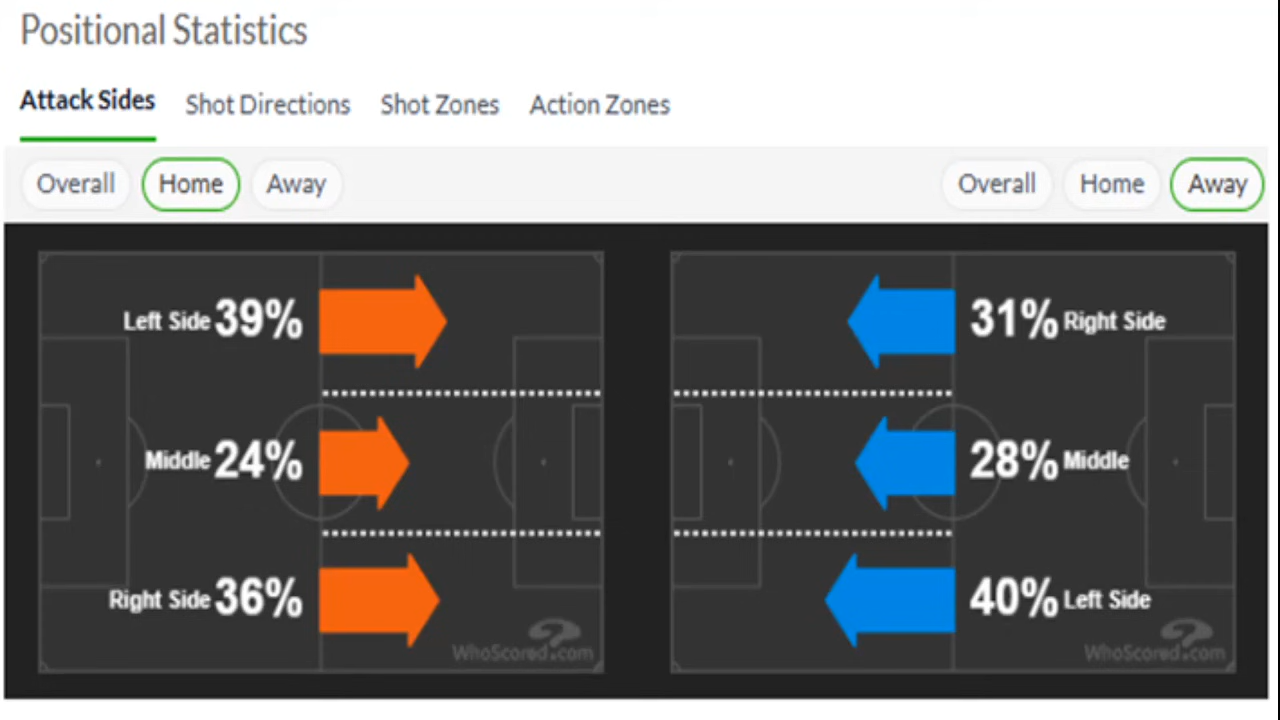 Positional Statistics
Attack Sides Shot Directions Shot Zones Action Zones
Overall Home Away Overall Home Away
Left Side 39% 31% Right Side
Middle 24% 28% Middle
Right Side 36% 40% Left Side
WhoScored.com WhoScored.com